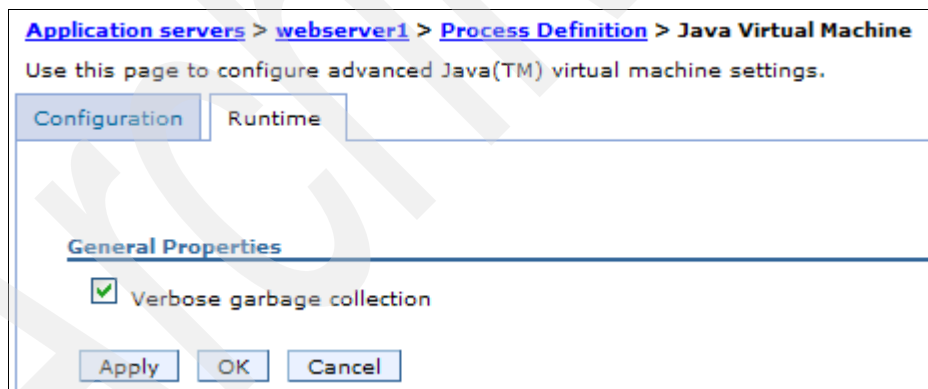 Application servers > webserver1 > Process Definition > Java Virtual Machine
Use this page to configure advanced Java(TM) virtual machine settings.
Configuration Runtime
General Properties
Verbose garbage collection
Apply OK Cancel